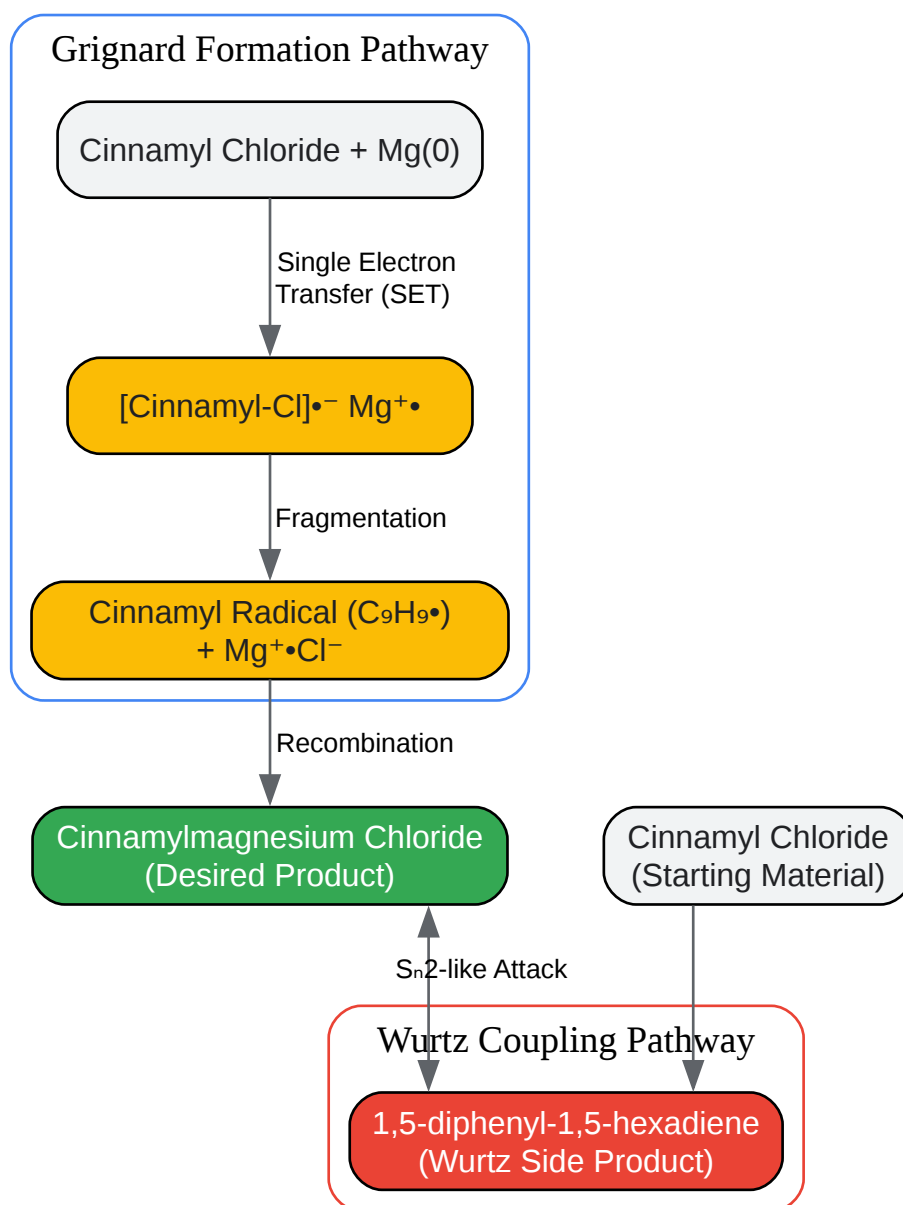 Grignard Formation Pathway
Cinnamyl Chloride + Mg(0)
Single Electron
Transfer (SET)
[Cinnamyl-Cl]•⁻ Mg⁺•
Fragmentation
Cinnamyl Radical (C₉H₉•)
+ Mg⁺•Cl⁻
Recombination
Cinnamylmagnesium Chloride
(Desired Product)
Cinnamyl Chloride
(Starting Material)
Sₙ2-like Attack
Wurtz Coupling Pathway
1,5-diphenyl-1,5-hexadiene
(Wurtz Side Product)